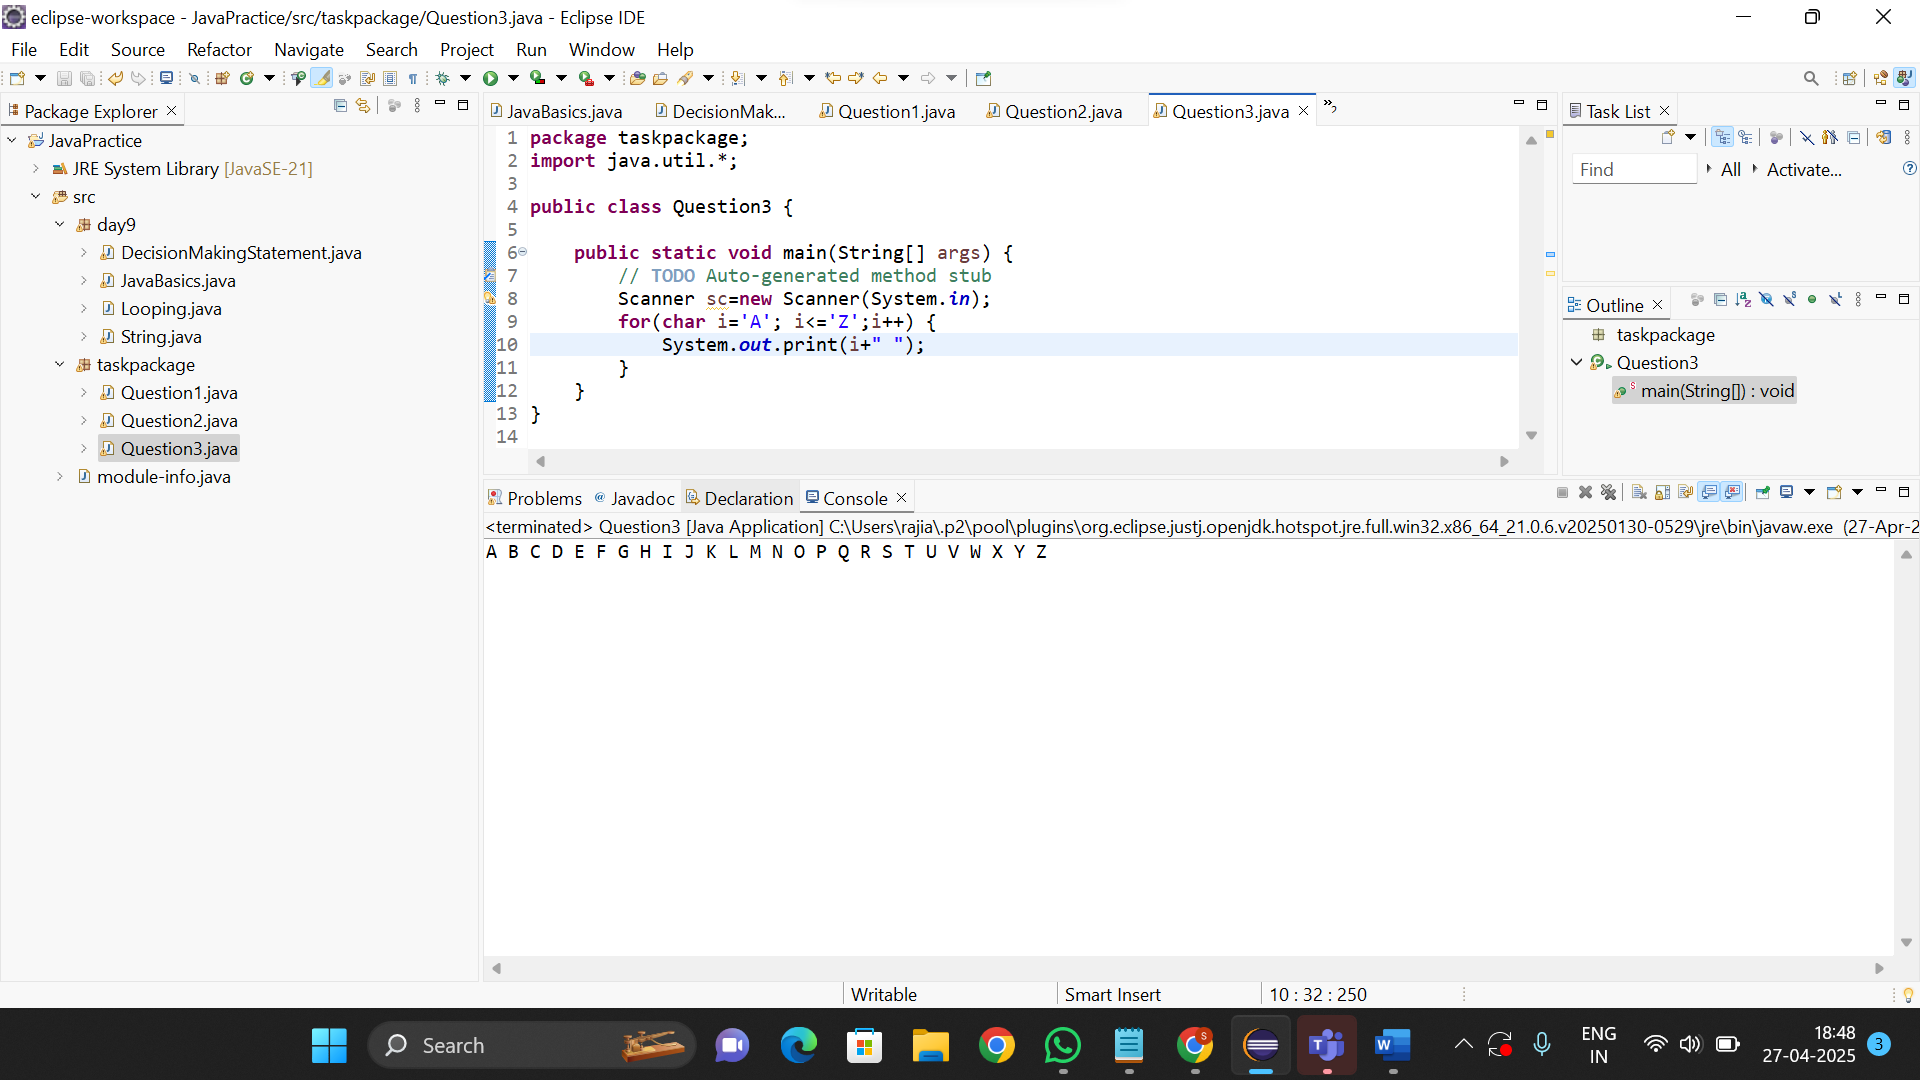 eclipse-workspace - JavaPractice/src/taskpackage/Question3.java - Eclipse IDE
File Edit Source Refactor Navigate Search Project Run Window Help
Package Explorer
JavaPractice
JRE System Library [JavaSE-21]
src
day9
DecisionMakingStatement.java
JavaBasics.java
Looping.java
String.java
taskpackage
Question1.java
Question2.java
Question3.java
module-info.java
JavaBasics.java DecisionMak... Question1.java Question2.java Question3.java
1 package taskpackage;
2 import java.util.*;
3
4 public class Question3 {
5
6 public static void main(String[] args) {
7 // TODO Auto-generated method stub
8 Scanner sc=new Scanner(System.in);
9 for(char i='A'; i<='Z';i++) {
10 System.out.print(i+" ");
11 }
12 }
13 }
14
Task List
Find All Activate...
Outline
taskpackage
Question3
main(String[]) : void
Problems Javadoc Declaration Console
<terminated> Question3 [Java Application] C:\Users\rajia\.p2\pool\plugins\org.eclipse.justj.openjdk.hotspot.jre.full.win32.x86_64_21.0.6.v20250130-0529\jre\bin\javaw.exe (27-Apr-2
A B C D E F G H I J K L M N O P Q R S T U V W X Y Z
Writable Smart Insert 10 : 32 : 250
Search
ENG
IN
18:48
27-04-2025
3